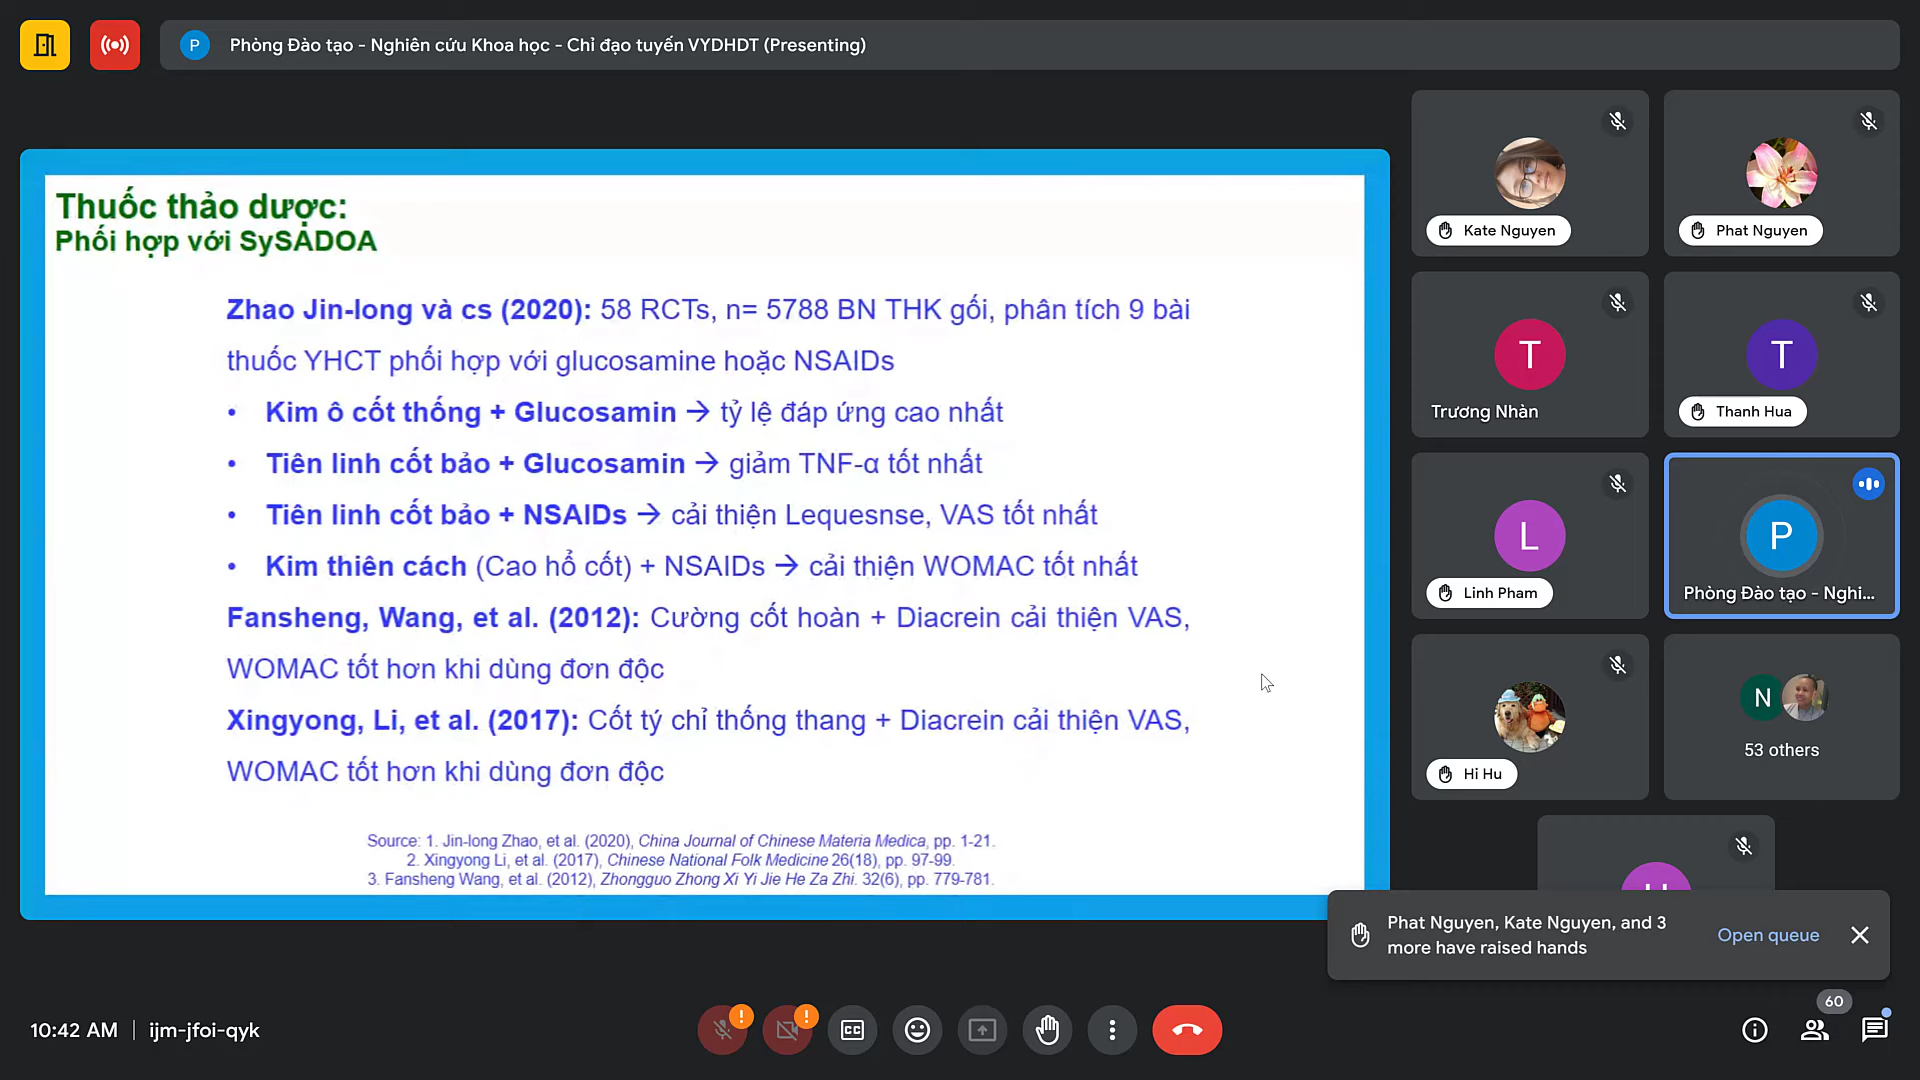 P Phòng Đào tạo - Nghiên cứu Khoa học - Chỉ đạo tuyến VYDHDT (Presenting)
Thuốc thảo dược:
Phối hợp với SySADOA
Zhao Jin-long và cs (2020): 58 RCTs, n= 5788 BN THK gối, phân tích 9 bài
thuốc YHCT phối hợp với glucosamine hoặc NSAIDs
• Kim ô cốt thống + Glucosamin → tỷ lệ đáp ứng cao nhất
• Tiên linh cốt bảo + Glucosamin → giảm TNF-α tốt nhất
• Tiên linh cốt bảo + NSAIDs → cải thiện Lequesnse, VAS tốt nhất
• Kim thiên cách (Cao hổ cốt) + NSAIDs → cải thiện WOMAC tốt nhất
Fansheng, Wang, et al. (2012): Cường cốt hoàn + Diacrein cải thiện VAS,
WOMAC tốt hơn khi dùng đơn độc
Xingyong, Li, et al. (2017): Cốt tý chỉ thống thang + Diacrein cải thiện VAS,
WOMAC tốt hơn khi dùng đơn độc
Source: 1. Jin-long Zhao, et al. (2020), China Journal of Chinese Materia Medica, pp. 1-21.
2. Xingyong Li, et al. (2017), Chinese National Folk Medicine 26(18), pp. 97-99.
3. Fansheng Wang, et al. (2012), Zhongguo Zhong Xi Yi Jie He Za Zhi. 32(6), pp. 779-781.
Kate Nguyen
Phat Nguyen
T
Trương Nhàn
T
Thanh Hua
L
Linh Pham
P
Phòng Đào tạo - Nghi...
Hi Hu
N
53 others
Phat Nguyen, Kate Nguyen, and 3
more have raised hands
Open queue
10:42 AM | ijm-jfoi-qyk
CC
60